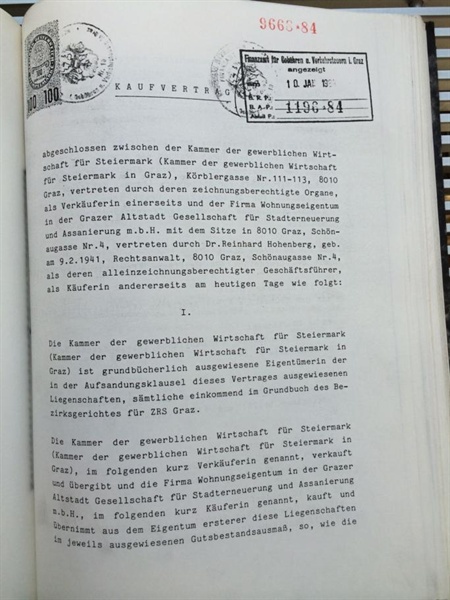 9663-84
Finanzamt für Gebühren u. Verkehrsteuern i. Graz
angezeigt
10. JAN.
B. R. P.:
B. A. P.: 1196-84
100 100
KAUFVERTRAG
abgeschlossen zwischen der Kammer der gewerblichen Wirt-
schaft für Steiermark (Kammer der gewerblichen Wirtschaft
für Steiermark in Graz), Körblergasse Nr.111-113, 8010
Graz, vertreten durch deren zeichnungsberechtigte Organe,
als Verkäuferin einerseits und der Firma Wohnungseigentum
in der Grazer Altstadt Gesellschaft für Stadterneuerung
und Assanierung m.b.H. mit dem Sitze in 8010 Graz, Schön-
augasse Nr.4, vertreten durch Dr.Reinhard Hohenberg, geb.
am 9.2.1941, Rechtsanwalt, 8010 Graz, Schönaugasse Nr.4,
als deren alleinzeichnungsberechtigter Geschäftsführer,
als Käuferin andererseits am heutigen Tage wie folgt:
I.
Die Kammer der gewerblichen Wirtschaft für Steiermark
(Kammer der gewerblichen Wirtschaft für Steiermark in
Graz) ist grundbücherlich ausgewiesene Eigentümerin der
in der Aufsandungsklausel dieses Vertrages ausgewiesenen
Liegenschaften, sämtliche einkommend im Grundbuch des Be-
zirksgerichtes für ZRS Graz.
Die Kammer der gewerblichen Wirtschaft für Steiermark
(Kammer der gewerblichen Wirtschaft für Steiermark in
Graz), im folgenden kurz Verkäuferin genannt, verkauft
und übergibt und die Firma Wohnungseigentum in der Grazer
Altstadt Gesellschaft für Stadterneuerung und Assanierung
m.b.H., im folgenden kurz Käuferin genannt, kauft und
übernimmt aus dem Eigentum ersterer diese Liegenschaften
im jeweils ausgewiesenen Gutsbestandsausmaß, so, wie die